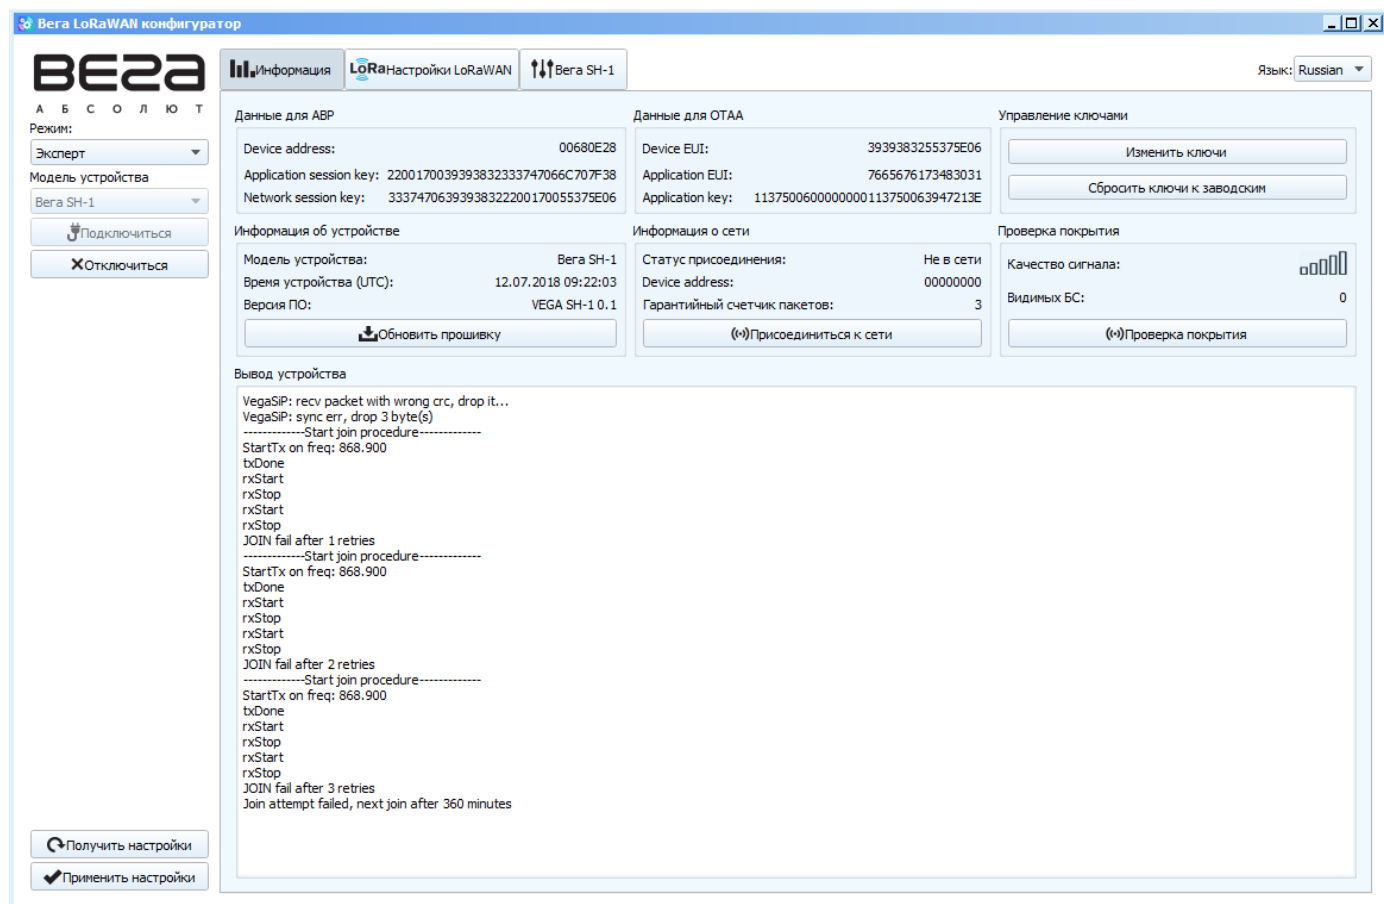 Вега LoRaWAN конфигуратор
ВЕГА
АБСОЛЮТ
Режим:
Эксперт
Модель устройства
Вега SH-1
Подключиться
Отключиться
Информация
LoRa Настройки LoRaWAN
Вега SH-1
Язык: Russian
Данные для ABP
Device address: 00680E28
Application session key: 2200170039393832333747066C707F38
Network session key: 33374706393938322200170055375E06
Данные для OTAA
Device EUI: 3939383255375E06
Application EUI: 7665676173483031
Application key: 1137500600000000113750063947213E
Управление ключами
Изменить ключи
Сбросить ключи к заводским
Информация об устройстве
Модель устройства: Вега SH-1
Время устройства (UTC): 12.07.2018 09:22:03
Версия ПО: VEGA SH-1 0.1
Обновить прошивку
Информация о сети
Статус присоединения: Не в сети
Device address: 00000000
Гарантийный счетчик пакетов: 3
Присоединиться к сети
Проверка покрытия
Качество сигнала:
Видимых БС: 0
Проверка покрытия
Вывод устройства
VegaSiP: recv packet with wrong crc, drop it...
VegaSiP: sync err, drop 3 byte(s)
-------------Start join procedure-------------
StartTx on freq: 868.900
txDone
rxStart
rxStop
rxStart
rxStop
JOIN fail after 1 retries
-------------Start join procedure-------------
StartTx on freq: 868.900
txDone
rxStart
rxStop
rxStart
rxStop
JOIN fail after 2 retries
-------------Start join procedure-------------
StartTx on freq: 868.900
txDone
rxStart
rxStop
rxStart
rxStop
JOIN fail after 3 retries
Join attempt failed, next join after 360 minutes
Получить настройки
Применить настройки